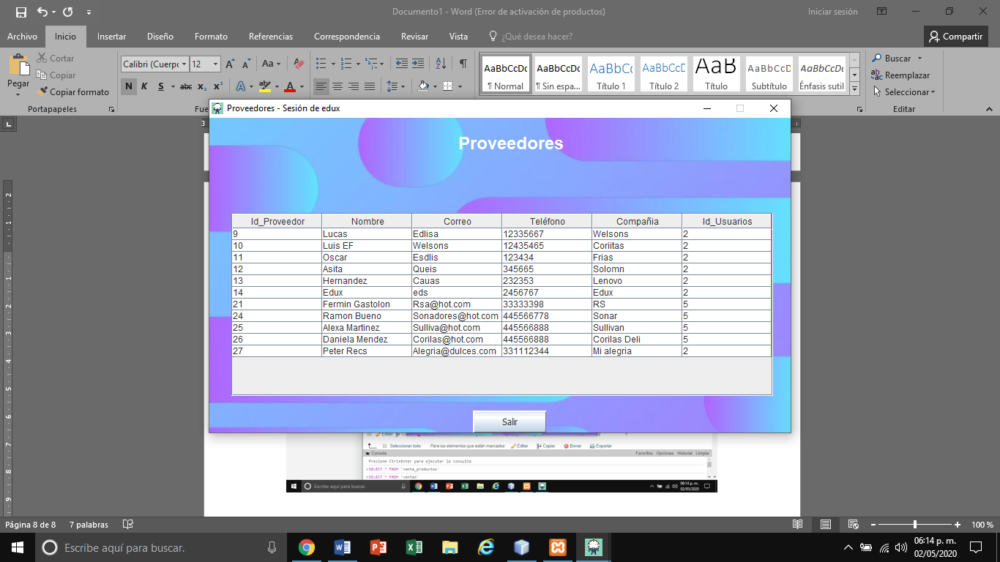 Documento1 - Word (Error de activación de productos)
Iniciar sesión
Archivo Inicio Insertar Diseño Formato Referencias Correspondencia Revisar Vista ¿Qué desea hacer? Compartir
Pegar
Cortar
Copiar
Copiar formato
Portapapeles
Calibri (Cuerpo 12
N K S abc x₂ x²
Fue
AaBbCcDc AaBbCcDc AaBbCc AaBbCcD AaB AaBbCcD AaBbCcDc
¶ Normal ¶ Sin espa... Título 1 Título 2 Título Subtítulo Énfasis sutil
Buscar
Reemplazar
Seleccionar
Editar
Proveedores - Sesión de edux
Proveedores
Id_Proveedor Nombre Correo Teléfono Compañia Id_Usuarios
9 Lucas Edlisa 12335667 Welsons 2
10 Luis EF Welsons 12435465 Coriitas 2
11 Oscar Esdlis 123434 Frias 2
12 Asita Queis 345665 Solomn 2
13 Hernandez Cauas 232353 Lenovo 2
14 Edux eds 2456767 Edux 2
21 Fermin Gastolon Rsa@hot.com 33333398 RS 5
24 Ramon Bueno Sonadores@hot.com 445566778 Sonar 5
25 Alexa Martinez Sulliva@hot.com 445566888 Sullivan 5
26 Daniela Mendez Corilas@hot.com 445566888 Corilas Deli 5
27 Peter Recs Alegria@dulces.com 331112344 Mi alegria 2
Salir
Seleccionar todo Para los elementos que están marcados: Editar Copiar Borrar Exportar
Consola Favoritos Opciones Historial Limpiar
Presione Ctrl+Enter para ejecutar la consulta
>SELECT * FROM `venta_productos`
>SELECT * FROM `ventas`
Escribe aquí para buscar.
06:14 p. m.
02/05/2020
Página 8 de 8 7 palabras
100 %
Escribe aquí para buscar.
06:14 p. m.
02/05/2020